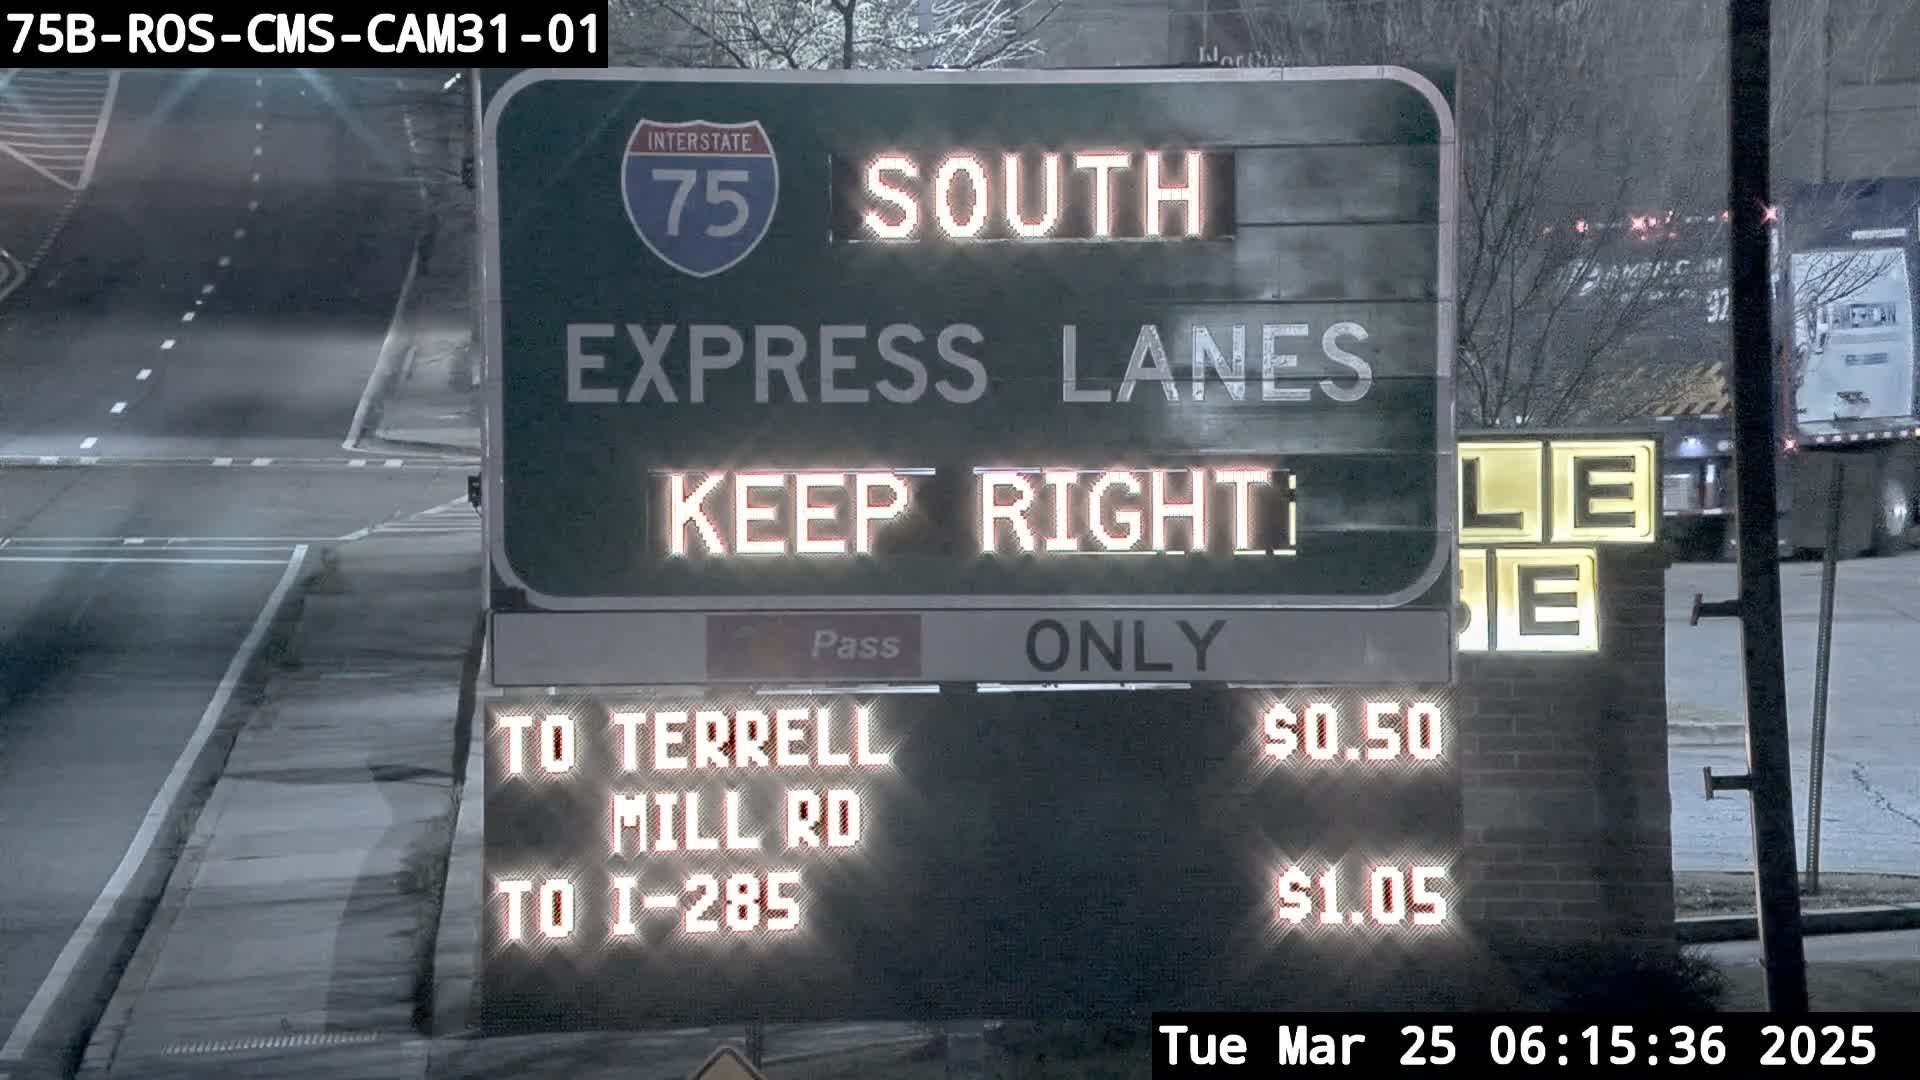 75B-ROS-CMS-CAM31-01
INTERSTATE
75
SOUTH
EXPRESS LANES
KEEP RIGHT
Pass ONLY
TO TERRELL $0.50
MILL RD
TO I-285 $1.05
LE
E
Tue Mar 25 06:15:36 2025